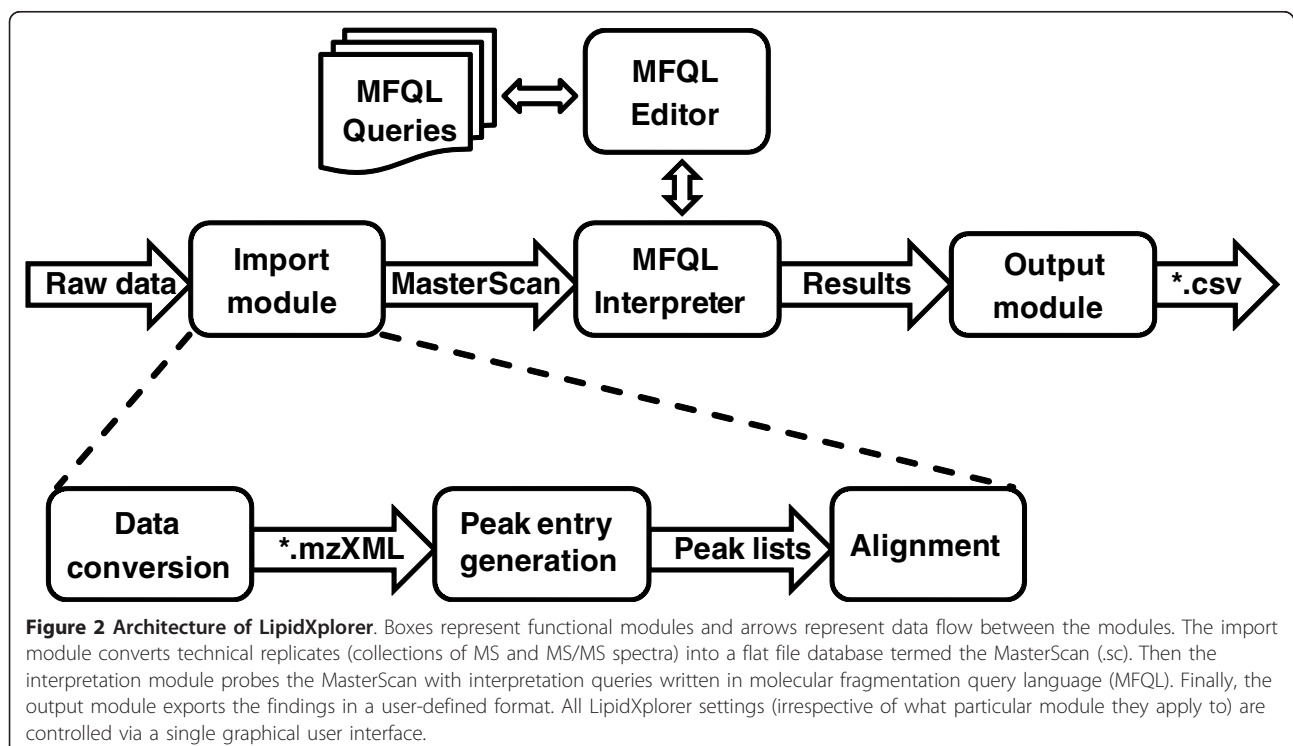 MFQL
Queries
MFQL
Editor
Raw data
Import
module
MasterScan
MFQL
Interpreter
Results
Output
module
*.csv
Data
conversion
*.mzXML
Peak entry
generation
Peak lists
Alignment
Figure 2 Architecture of LipidXplorer. Boxes represent functional modules and arrows represent data flow between the modules. The import
module converts technical replicates (collections of MS and MS/MS spectra) into a flat file database termed the MasterScan (.sc). Then the
interpretation module probes the MasterScan with interpretation queries written in molecular fragmentation query language (MFQL). Finally, the
output module exports the findings in a user-defined format. All LipidXplorer settings (irrespective of what particular module they apply to) are
controlled via a single graphical user interface.